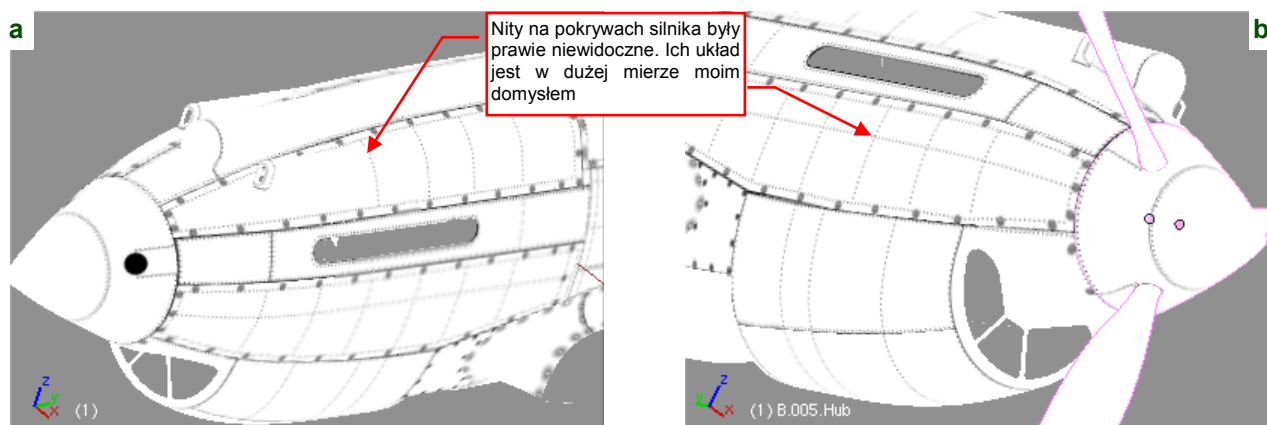 a
Nity na pokrywach silnika były
prawie niewidoczne. Ich układ
jest w dużej mierze moim
domysłem
b
z
y
x
(1)
z
y
x
(1) B.005.Hub